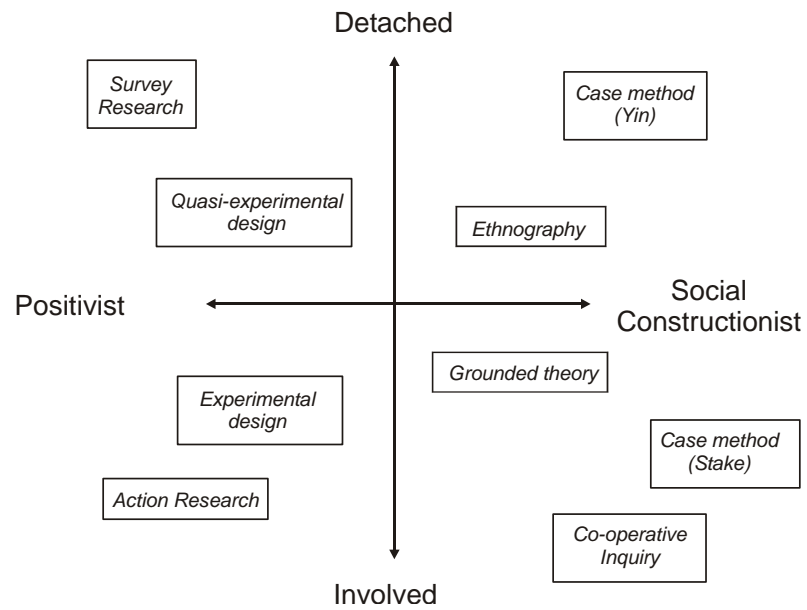 Detached
Survey
Research
Case method
(Yin)
Quasi-experimental
design
Ethnography
Positivist
Social
Constructionist
Grounded theory
Experimental
design
Case method
(Stake)
Action Research
Co-operative
Inquiry
Involved